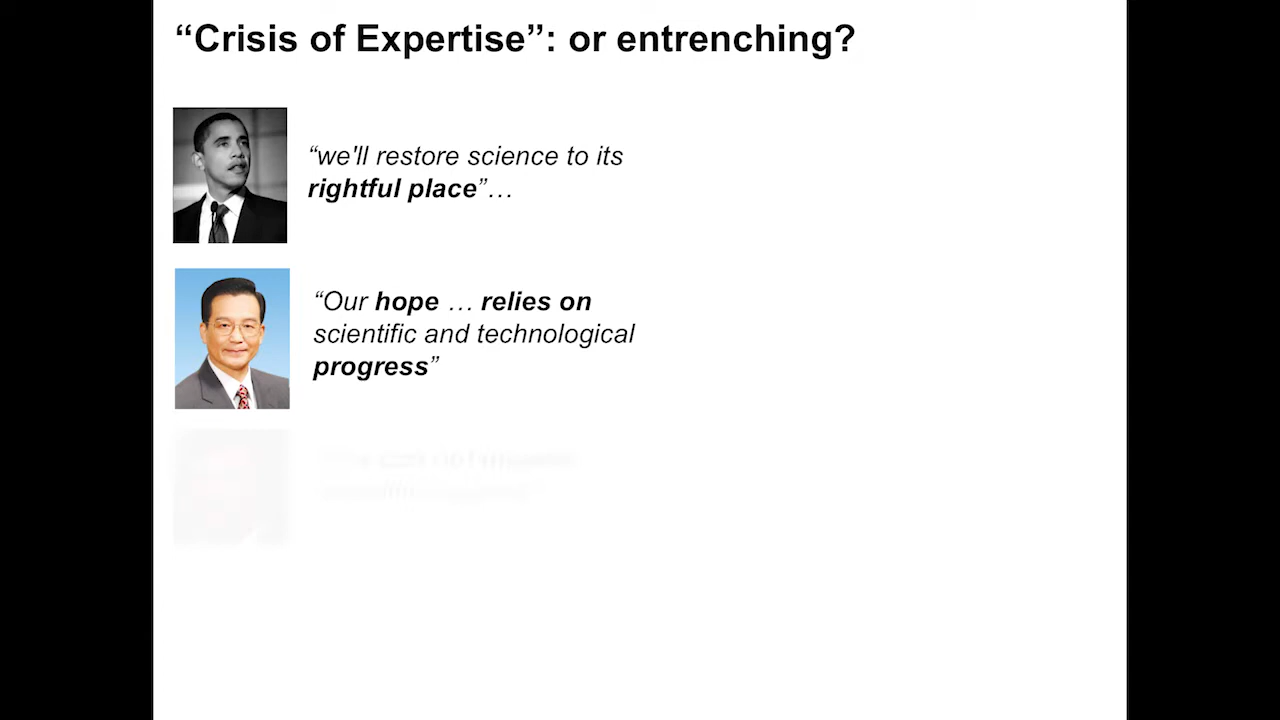 “Crisis of Expertise”: or entrenching?
“we'll restore science to its
rightful place”…
“Our hope … relies on
scientific and technological
progress”